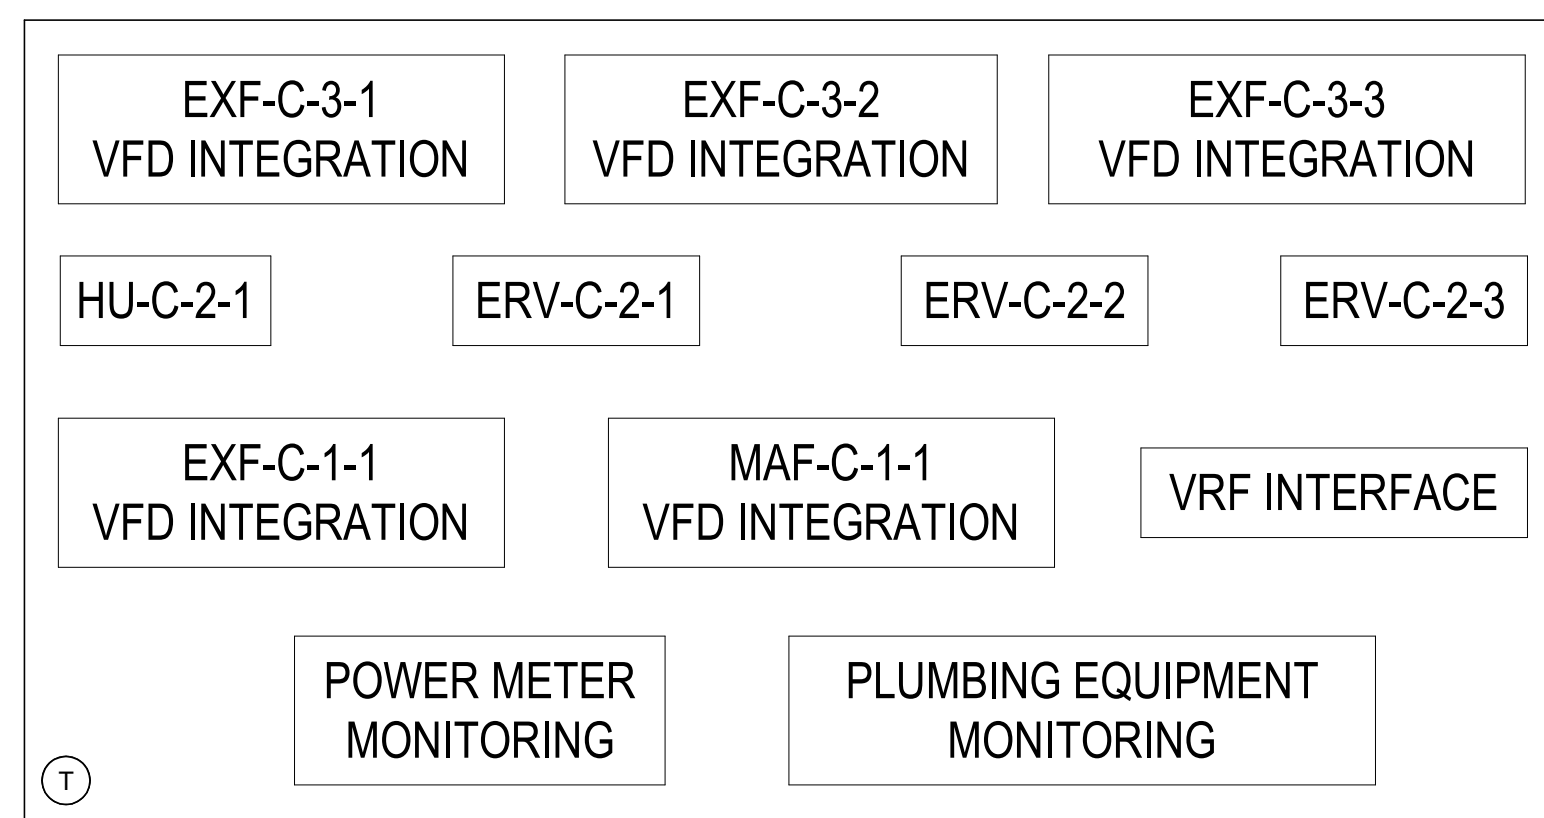 EXF-C-3-1
VFD INTEGRATION
EXF-C-3-2
VFD INTEGRATION
EXF-C-3-3
VFD INTEGRATION
HU-C-2-1
ERV-C-2-1
ERV-C-2-2
ERV-C-2-3
EXF-C-1-1
VFD INTEGRATION
MAF-C-1-1
VFD INTEGRATION
VRF INTERFACE
POWER METER
MONITORING
PLUMBING EQUIPMENT
MONITORING
T